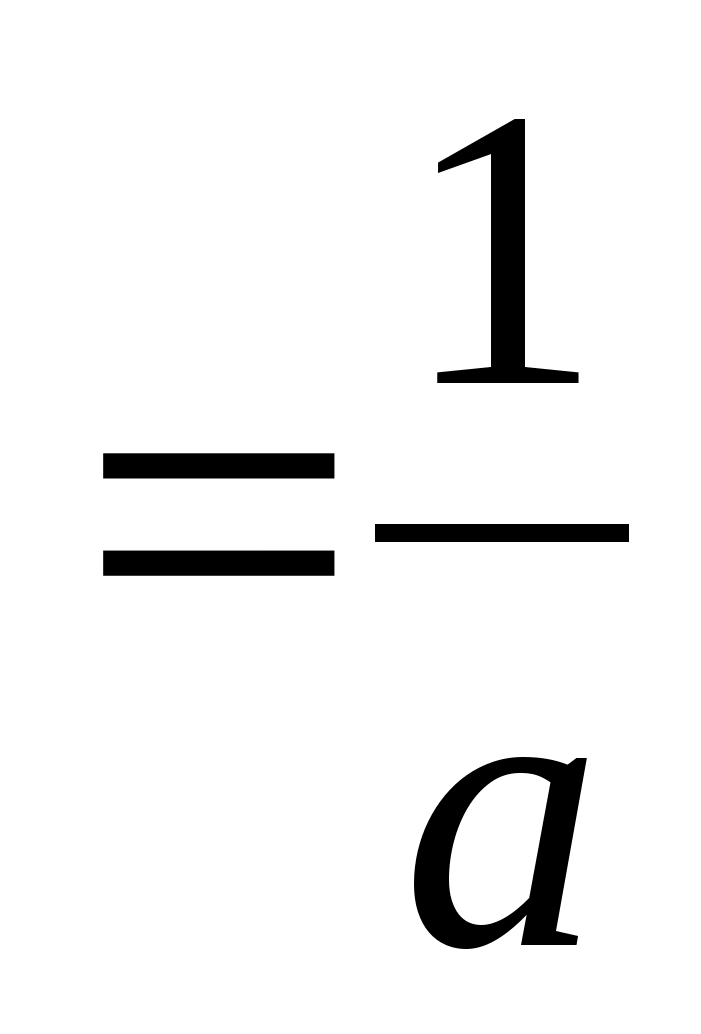 = 1/a